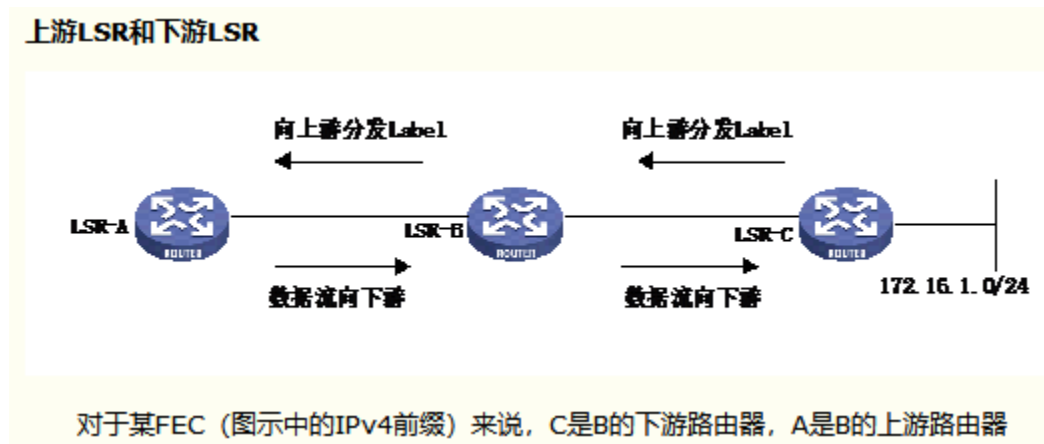 上游LSR和下游LSR
向上游分发Label
向上游分发Label
LSR-A
LSR-B
LSR-C
ROUTER
ROUTER
ROUTER
数据流向下游
数据流向下游
172.16.1.0/24
对于某FEC（图示中的IPv4前缀）来说，C是B的下游路由器，A是B的上游路由器